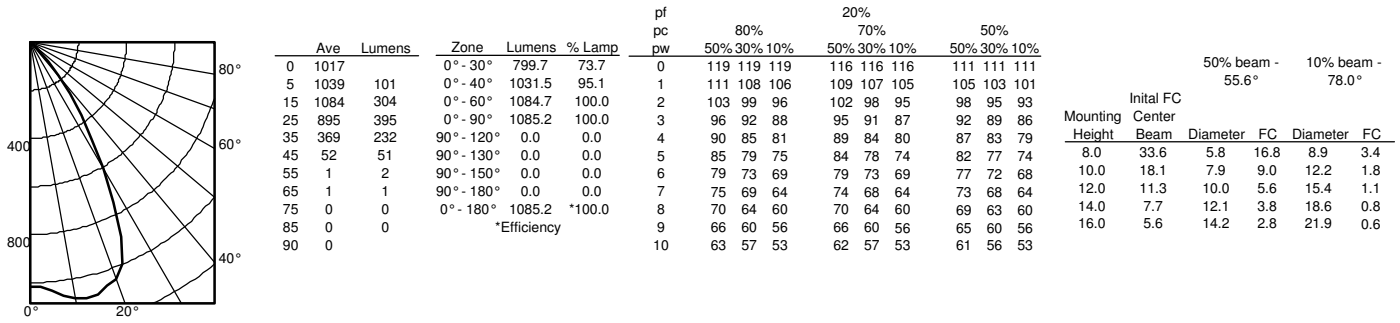 400
800
80°
60°
40°
0° 20°
Ave Lumens
0 1017
5 1039 101
15 1084 304
25 895 395
35 369 232
45 52 51
55 1 2
65 1 1
75 0 0
85 0 0
90 0
Zone Lumens % Lamp
0°- 30° 799.7 73.7
0°- 40° 1031.5 95.1
0°- 60° 1084.7 100.0
0°- 90° 1085.2 100.0
90°- 120° 0.0 0.0
90°- 130° 0.0 0.0
90°- 150° 0.0 0.0
90°- 180° 0.0 0.0
0°- 180° 1085.2 *100.0
*Efficiency
pf 20%
pc 80% 70% 50%
pw 50% 30% 10% 50% 30% 10% 50% 30% 10%
0 119 119 119 116 116 116 111 111 111
1 111 108 106 109 107 105 105 103 101
2 103 99 96 102 98 95 98 95 93
3 96 92 88 95 91 87 92 89 86
4 90 85 81 89 84 80 87 83 79
5 85 79 75 84 78 74 82 77 74
6 79 73 69 79 73 69 77 72 68
7 75 69 64 74 68 64 73 68 64
8 70 64 60 70 64 60 69 63 60
9 66 60 56 66 60 56 65 60 56
10 63 57 53 62 57 53 61 56 53
50% beam - 10% beam -
55.6° 78.0°
Inital FC
Mounting Center
Height Beam Diameter FC Diameter FC
8.0 33.6 5.8 16.8 8.9 3.4
10.0 18.1 7.9 9.0 12.2 1.8
12.0 11.3 10.0 5.6 15.4 1.1
14.0 7.7 12.1 3.8 18.6 0.8
16.0 5.6 14.2 2.8 21.9 0.6